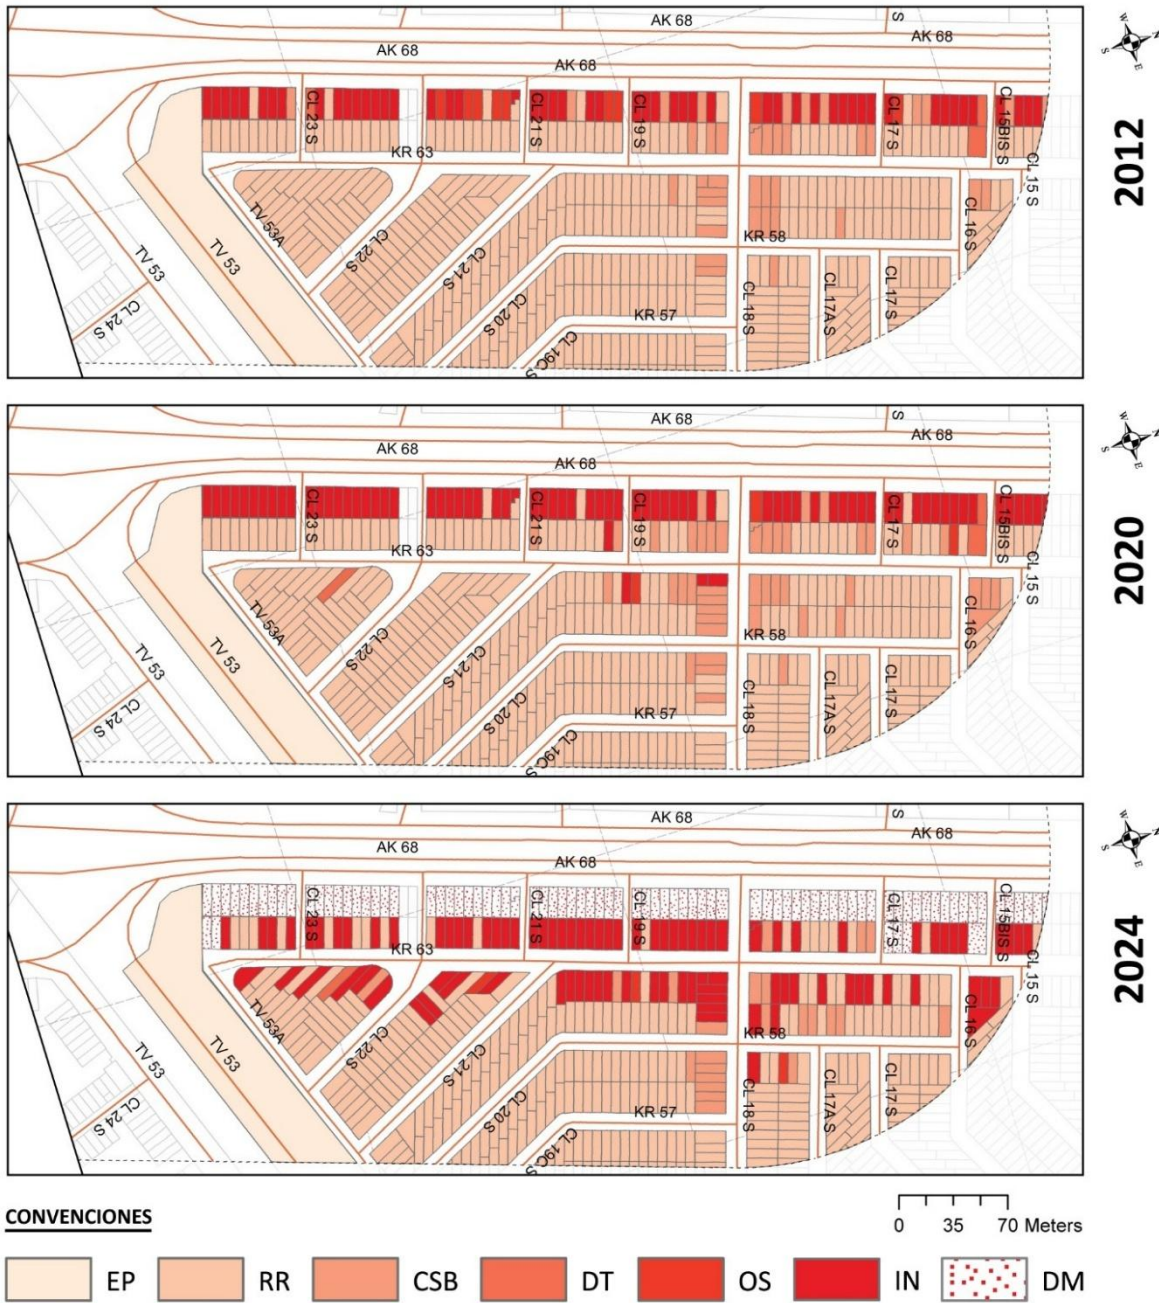 S
AK 68
AK 68
AK 68
AK 68
CL 23 S
CL 21 S
CL 19 S
CL 17 S
CL 15BIS S
KR 63
CL 15 S
TV 53A
CL 22 S
CL 21 S
CL 20 S
CL 19C S
KR 58
KR 57
CL 18 S
CL 17A S
CL 17 S
CL 16 S
TV 53
TV 53
CL 24 S
W
N
S
E
2012
S
AK 68
AK 68
AK 68
AK 68
CL 23 S
CL 21 S
CL 19 S
CL 17 S
CL 15BIS S
KR 63
CL 15 S
TV 53A
CL 22 S
CL 21 S
CL 20 S
CL 19C S
KR 58
KR 57
CL 18 S
CL 17A S
CL 17 S
CL 16 S
TV 53
TV 53
CL 24 S
W
N
S
E
2020
S
AK 68
AK 68
AK 68
AK 68
CL 23 S
CL 21 S
CL 19 S
CL 17 S
CL 15BIS S
KR 63
CL 15 S
TV 53A
CL 22 S
CL 21 S
CL 20 S
CL 19C S
KR 58
KR 57
CL 18 S
CL 17A S
CL 17 S
CL 16 S
TV 53
TV 53
CL 24 S
W
N
S
E
2024
CONVENCIONES
0 35 70 Meters
EP RR CSB DT OS IN DM